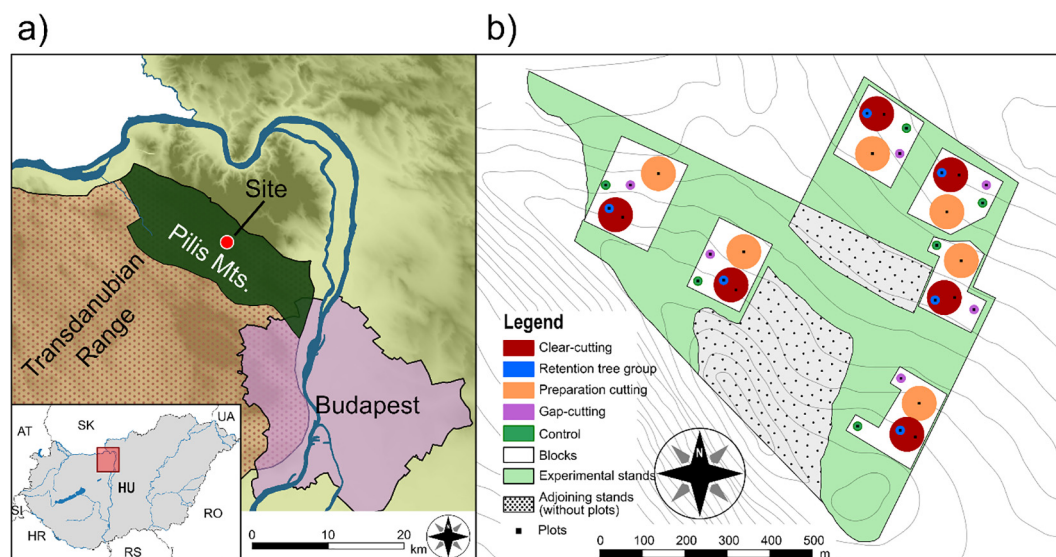 a)
b)
Site
Pilis Mts.
Transdanubian
Range
Budapest
AT
SK
UA
HU
SI
HR
RS
RO
0 10 20
km
N
Legend
Clear-cutting
Retention tree group
Preparation cutting
Gap-cutting
Control
Blocks
Experimental stands
Adjoining stands
(without plots)
Plots
N
0 100 200 300 400 500
m